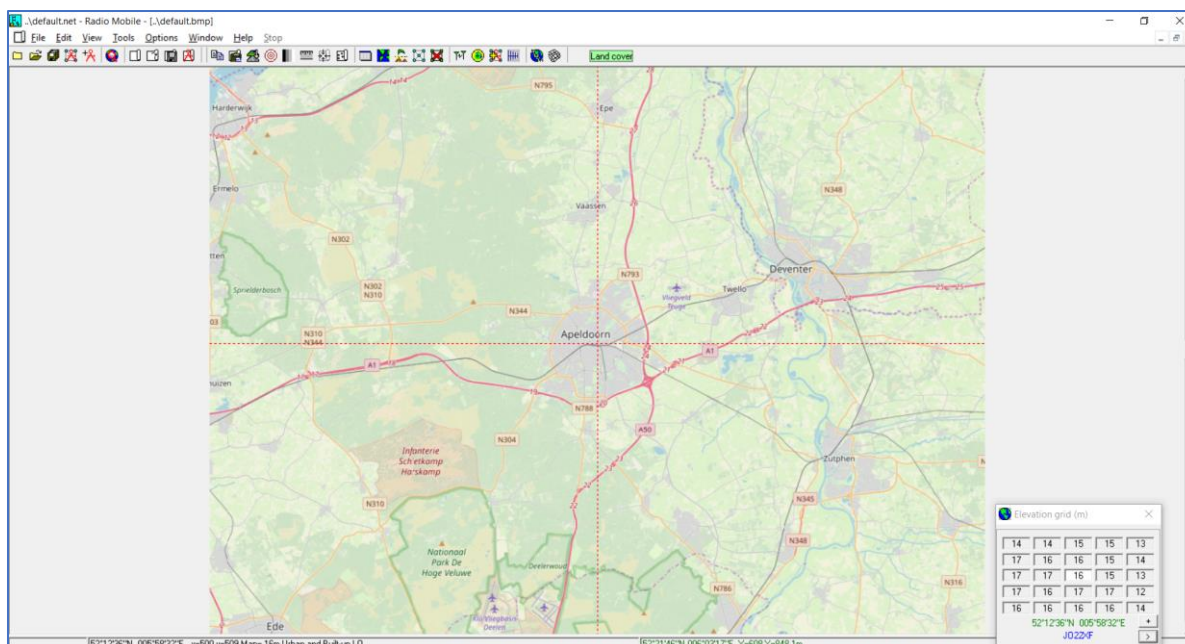 ..\default.net - Radio Mobile - [..\default.bmp]
File Edit View Tools Options Window Help Stop
Land cover
N795
Harderwijk
Epe
Ermelo
N348
Vaassen
N302
Deventer
N793
Sprielderbosch
N302
N310
Twello
Vliegveld
Teuge
N344
N310
N344
Apeldoorn
A1
A1
N788
A50
N304
Infanterie
Schietkamp
Harskamp
Zutphen
N310
N345
N348
Nationaal
Park De
Hoge Veluwe
Deelerwoud
N786
N316
Ede
Elevation grid (m)
14 14 15 15 13
17 16 16 15 14
17 17 16 15 13
17 16 16 17 12
16 16 16 16 14
52°12'36"N 005°58'32"E
JO22XF